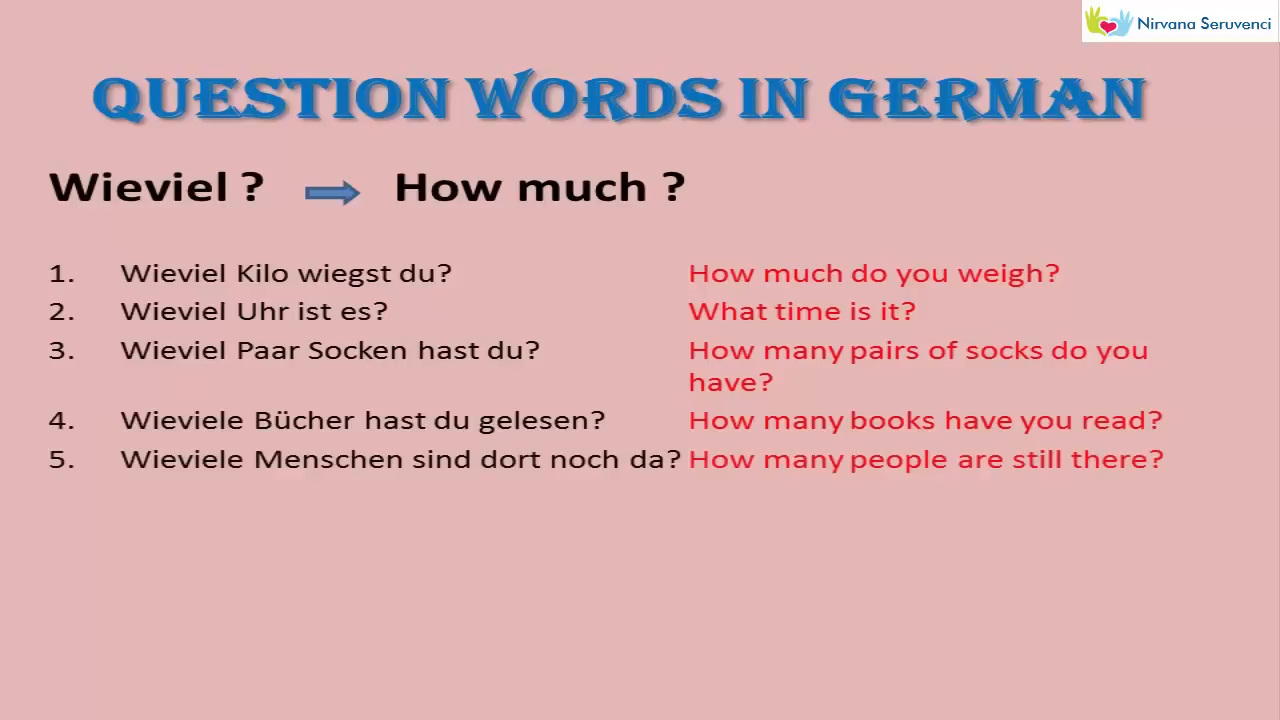 Nirvana Seruvenci
QUESTION WORDS IN GERMAN
Wieviel ? How much ?
1. Wieviel Kilo wiegst du? How much do you weigh?
2. Wieviel Uhr ist es? What time is it?
3. Wieviel Paar Socken hast du? How many pairs of socks do you
have?
4. Wieviele Bücher hast du gelesen? How many books have you read?
5. Wieviele Menschen sind dort noch da? How many people are still there?